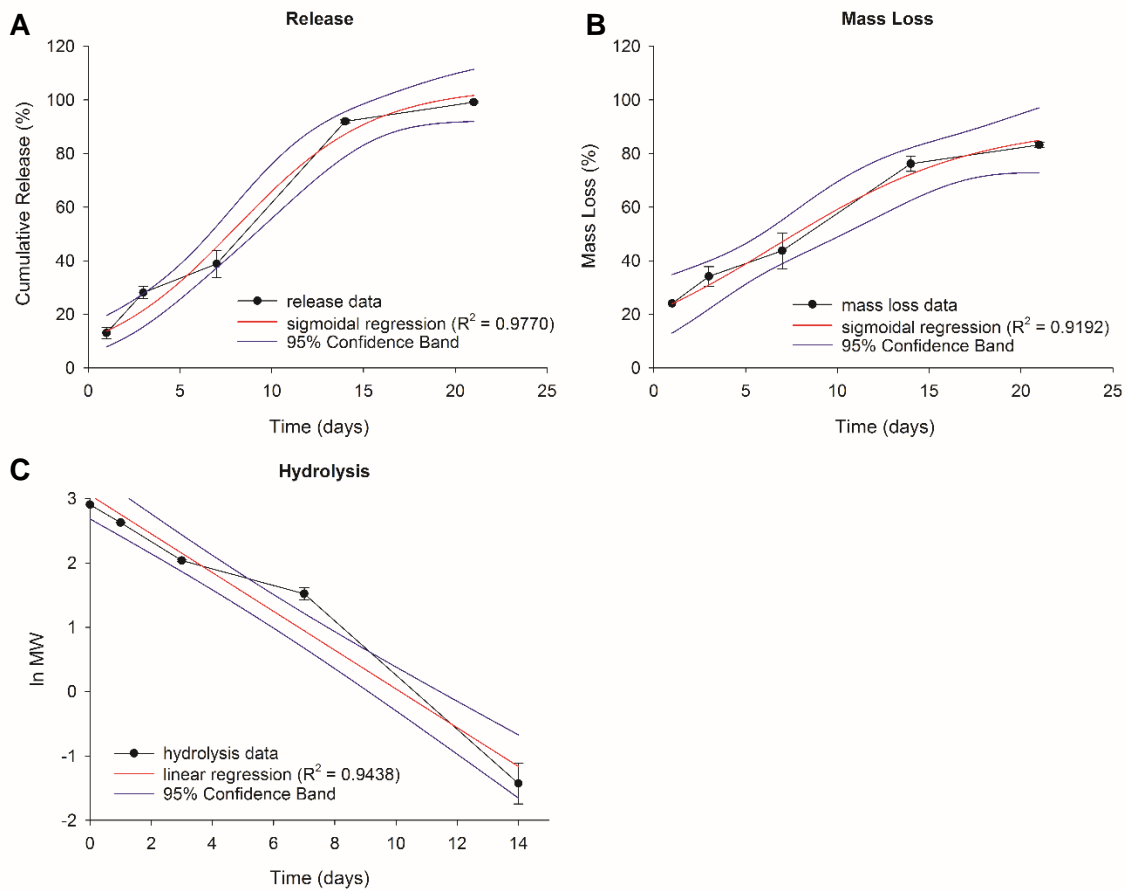 A
Release
120
100
80
60
40
20
0
Cumulative Release (%)
release data
sigmoidal regression (R² = 0.9770)
95% Confidence Band
0 5 10 15 20 25
Time (days)
B
Mass Loss
120
100
80
60
40
20
0
Mass Loss (%)
mass loss data
sigmoidal regression (R² = 0.9192)
95% Confidence Band
0 5 10 15 20 25
Time (days)
C
Hydrolysis
3
2
1
0
-1
-2
ln MW
hydrolysis data
linear regression (R² = 0.9438)
95% Confidence Band
0 2 4 6 8 10 12 14
Time (days)